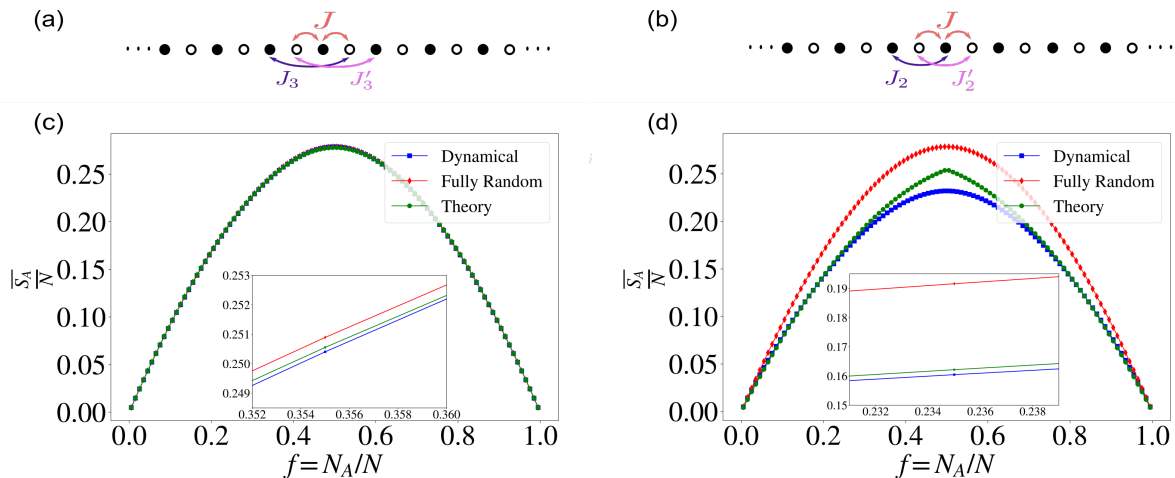 (a)
J
J₃ J₃′
(b)
J
J₂ J₂′
(c)
Dynamical
Fully Random
Theory
0.25
0.20
0.15
0.10
0.05
0.00
S̅_A/N
0.253
0.252
0.251
0.250
0.249
0.352 0.354 0.356 0.358 0.360
0.0 0.2 0.4 0.6 0.8 1.0
f = N_A/N
(d)
Dynamical
Fully Random
Theory
0.25
0.20
0.15
0.10
0.05
0.00
S̅_A/N
0.19
0.18
0.17
0.16
0.15
0.232 0.234 0.236 0.238
0.0 0.2 0.4 0.6 0.8 1.0
f = N_A/N